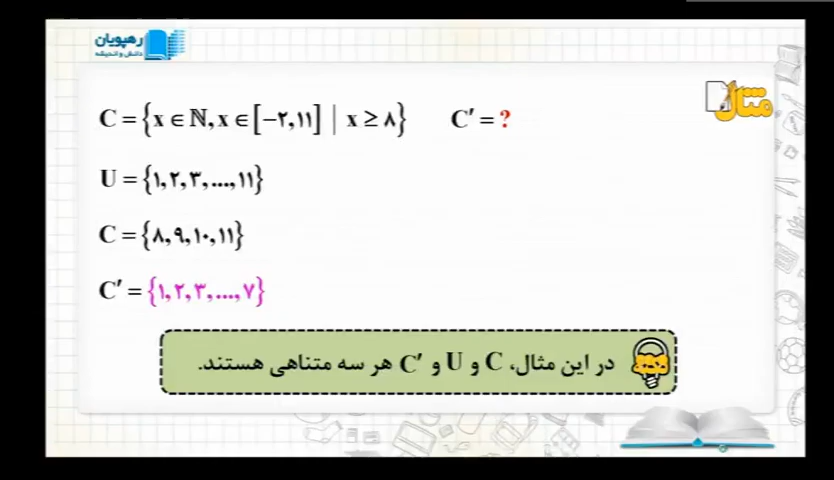 رهپویان
دانش و اندیشه
مثال
C = {x ∈ ℕ, x ∈ [−۲,۱۱] | x ≥ ۸} C′ = ?
U = {۱,۲,۳,...,۱۱}
C = {۸,۹,۱۰,۱۱}
C′ = {۱,۲,۳,...,۷}
در این مثال، C و U و C′ هر سه متناهی هستند.